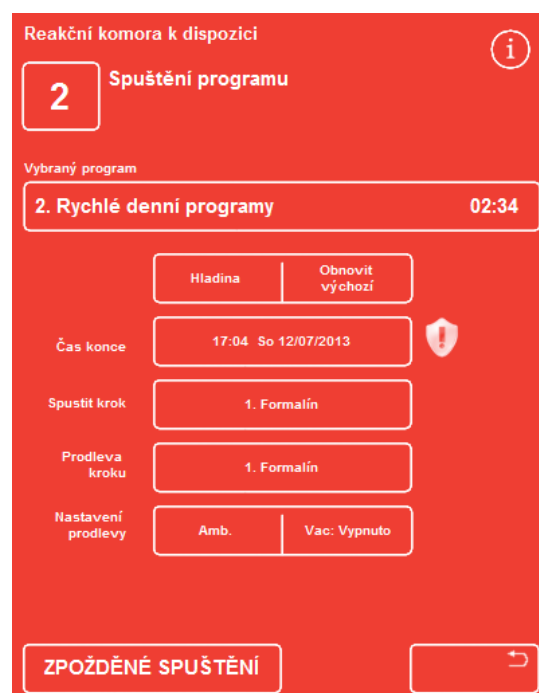 Reakční komora k dispozici
i
2
Spuštění programu
Vybraný program
2. Rychlé denní programy 02:34
Hladina
Obnovit
výchozí
Čas konce
17:04 So 12/07/2013
!
Spustit krok
1. Formalín
Prodleva
kroku
1. Formalín
Nastavení
prodlevy
Amb.
Vac: Vypnuto
ZPOŽDĚNÉ SPUŠTĚNÍ